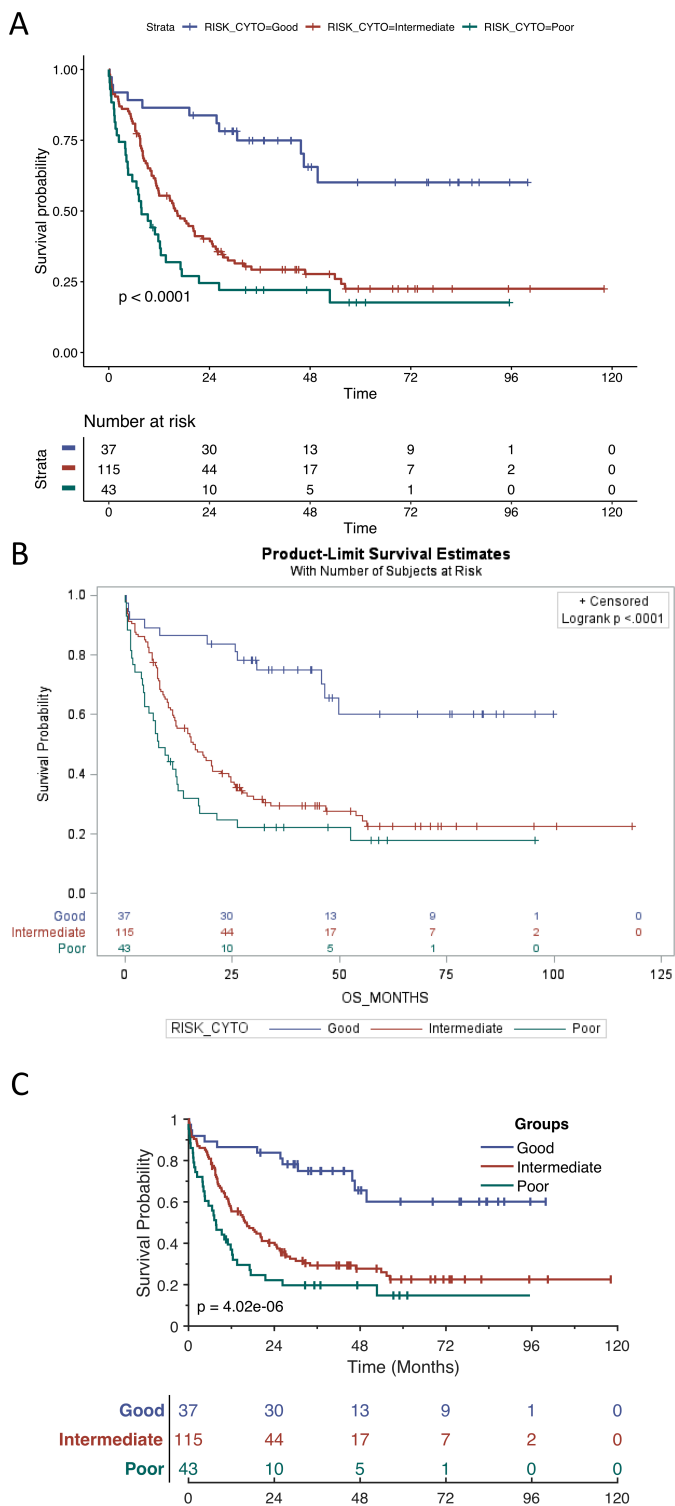 A
Strata RISK_CYTO=Good RISK_CYTO=Intermediate RISK_CYTO=Poor
1.00
0.75
0.50
0.25
0.00
Survival probability
p < 0.0001
0 24 48 72 96 120
Time
Number at risk
Strata
37 30 13 9 1 0
115 44 17 7 2 0
43 10 5 1 0 0
0 24 48 72 96 120
Time
B
Product-Limit Survival Estimates
With Number of Subjects at Risk
+ Censored
Logrank p <.0001
1.0
0.8
0.6
0.4
0.2
0.0
Survival Probability
Good 37 30 13 9 1 0
Intermediate 115 44 17 7 2 0
Poor 43 10 5 1 0
0 25 50 75 100 125
OS_MONTHS
RISK_CYTO Good Intermediate Poor
C
Groups
Good
Intermediate
Poor
1
0.8
0.6
0.4
0.2
0
Survival Probability
p = 4.02e-06
0 24 48 72 96 120
Time (Months)
Good 37 30 13 9 1 0
Intermediate 115 44 17 7 2 0
Poor 43 10 5 1 0 0
0 24 48 72 96 120